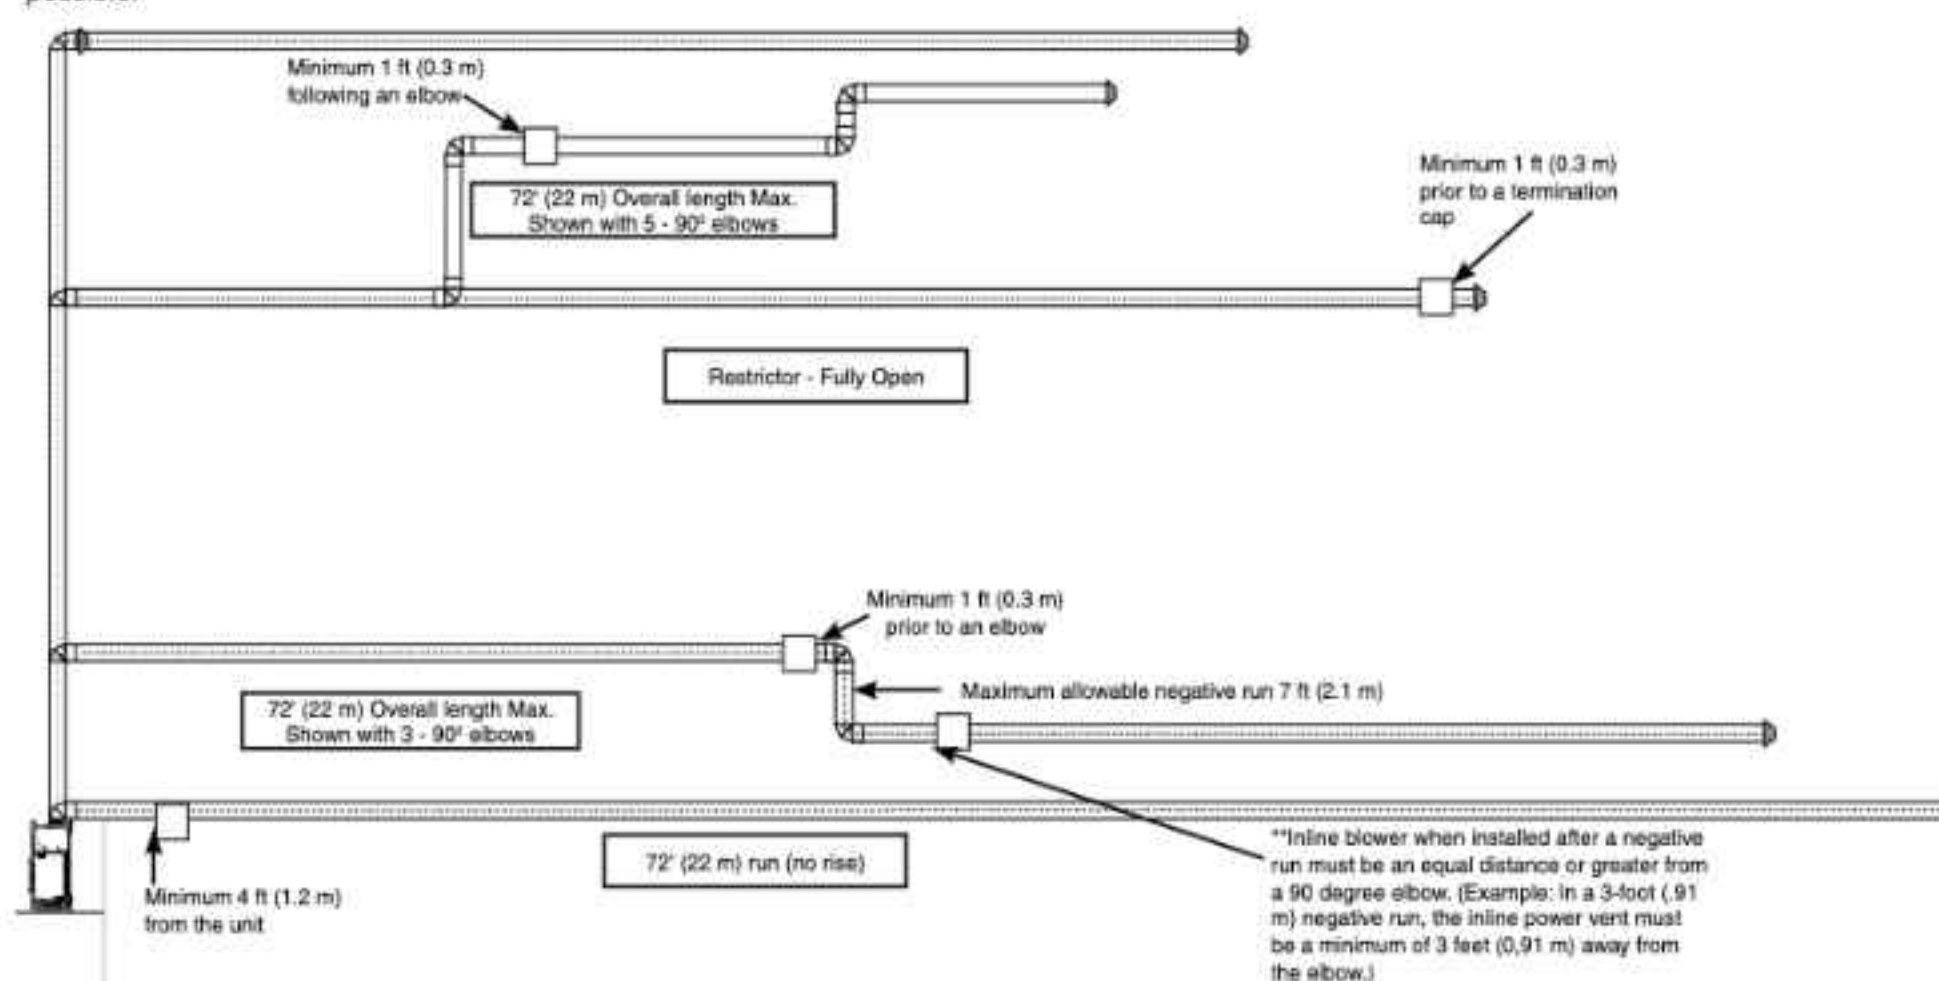 Minimum 1 ft (0.3 m)
following an elbow
72' (22 m) Overall length Max.
Shown with 5 - 90º elbows
Minimum 1 ft (0.3 m)
prior to a termination
cap
Restrictor - Fully Open
Minimum 1 ft (0.3 m)
prior to an elbow
Maximum allowable negative run 7 ft (2.1 m)
72' (22 m) Overall length Max.
Shown with 3 - 90º elbows
72' (22 m) run (no rise)
Minimum 4 ft (1.2 m)
from the unit
**Inline blower when installed after a negative
run must be an equal distance or greater from
a 90 degree elbow. (Example: In a 3-foot (.91
m) negative run, the inline power vent must
be a minimum of 3 feet (0,91 m) away from
the elbow.)